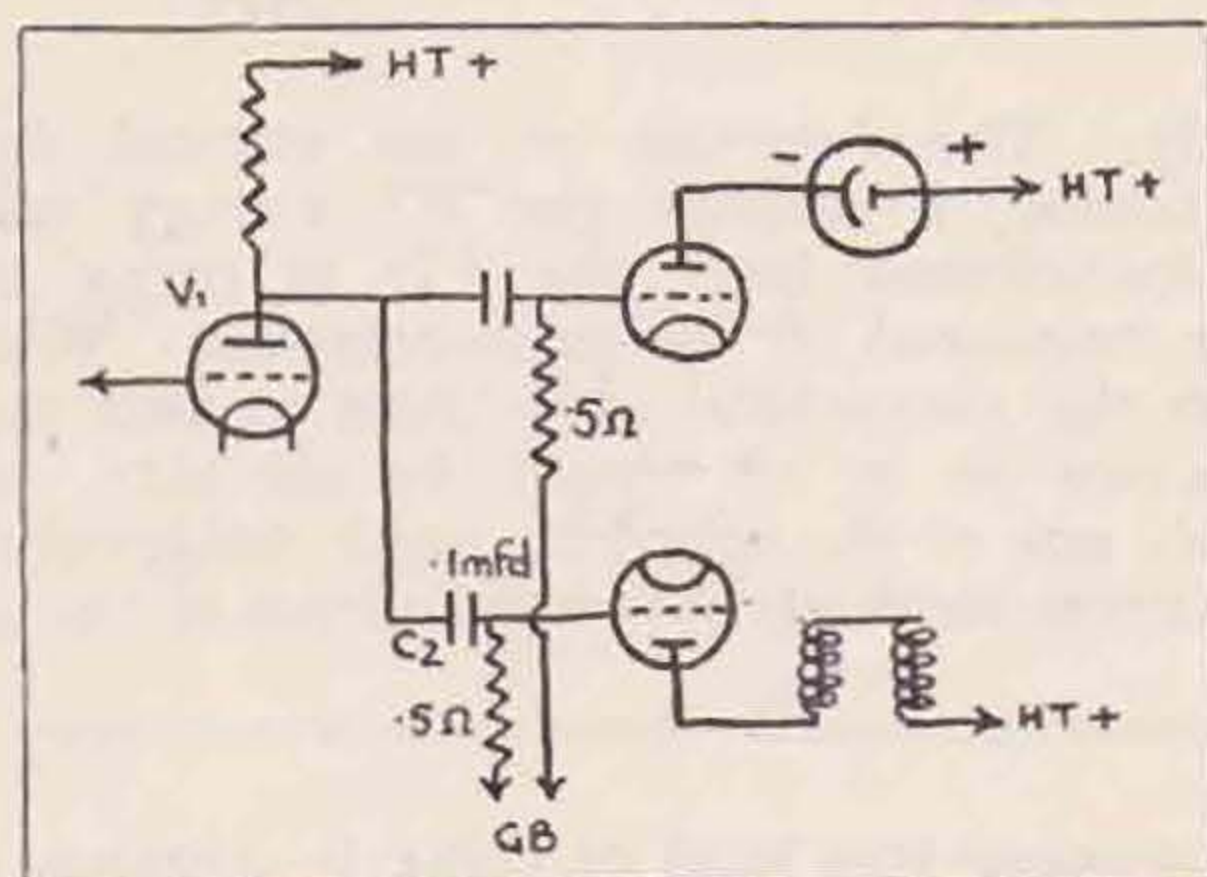 HT +
- +
HT +
V₁
·5Ω
·1mfd
C2
·5Ω
HT +
GB